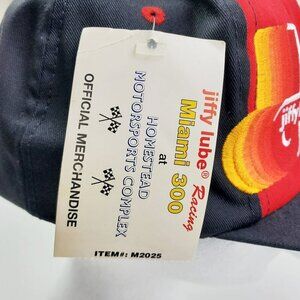 jiffy lube® Racing
Miami 300
at
HOMESTEAD
MOTORSPORTS COMPLEX
OFFICIAL MERCHANDISE
ITEM#: M2025